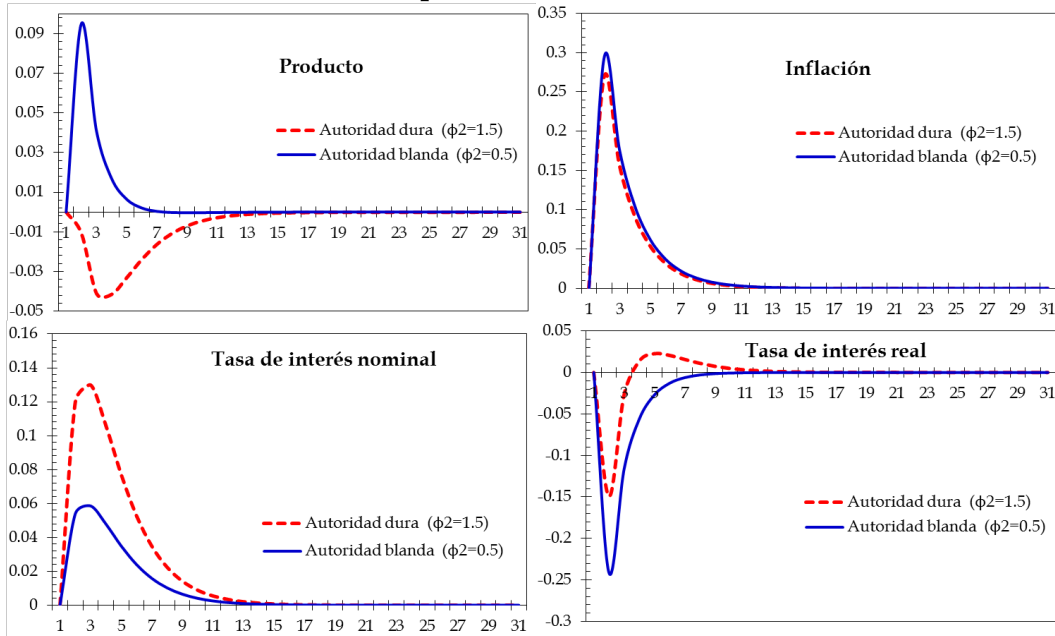 Producto
0.09
0.07
0.05
0.03
0.01
-0.01
-0.03
-0.05
1 3 5 7 9 11 13 15 17 19 21 23 25 27 29 31
Autoridad dura (ϕ2=1.5)
Autoridad blanda (ϕ2=0.5)
Inflación
0.35
0.3
0.25
0.2
0.15
0.1
0.05
0
1 3 5 7 9 11 13 15 17 19 21 23 25 27 29 31
Autoridad dura (ϕ2=1.5)
Autoridad blanda (ϕ2=0.5)
Tasa de interés nominal
0.16
0.14
0.12
0.1
0.08
0.06
0.04
0.02
0
1 3 5 7 9 11 13 15 17 19 21 23 25 27 29 31
Autoridad dura (ϕ2=1.5)
Autoridad blanda (ϕ2=0.5)
Tasa de interés real
0.05
0
-0.05
-0.1
-0.15
-0.2
-0.25
-0.3
1 3 5 7 9 11 13 15 17 19 21 23 25 27 29 31
Autoridad dura (ϕ2=1.5)
Autoridad blanda (ϕ2=0.5)